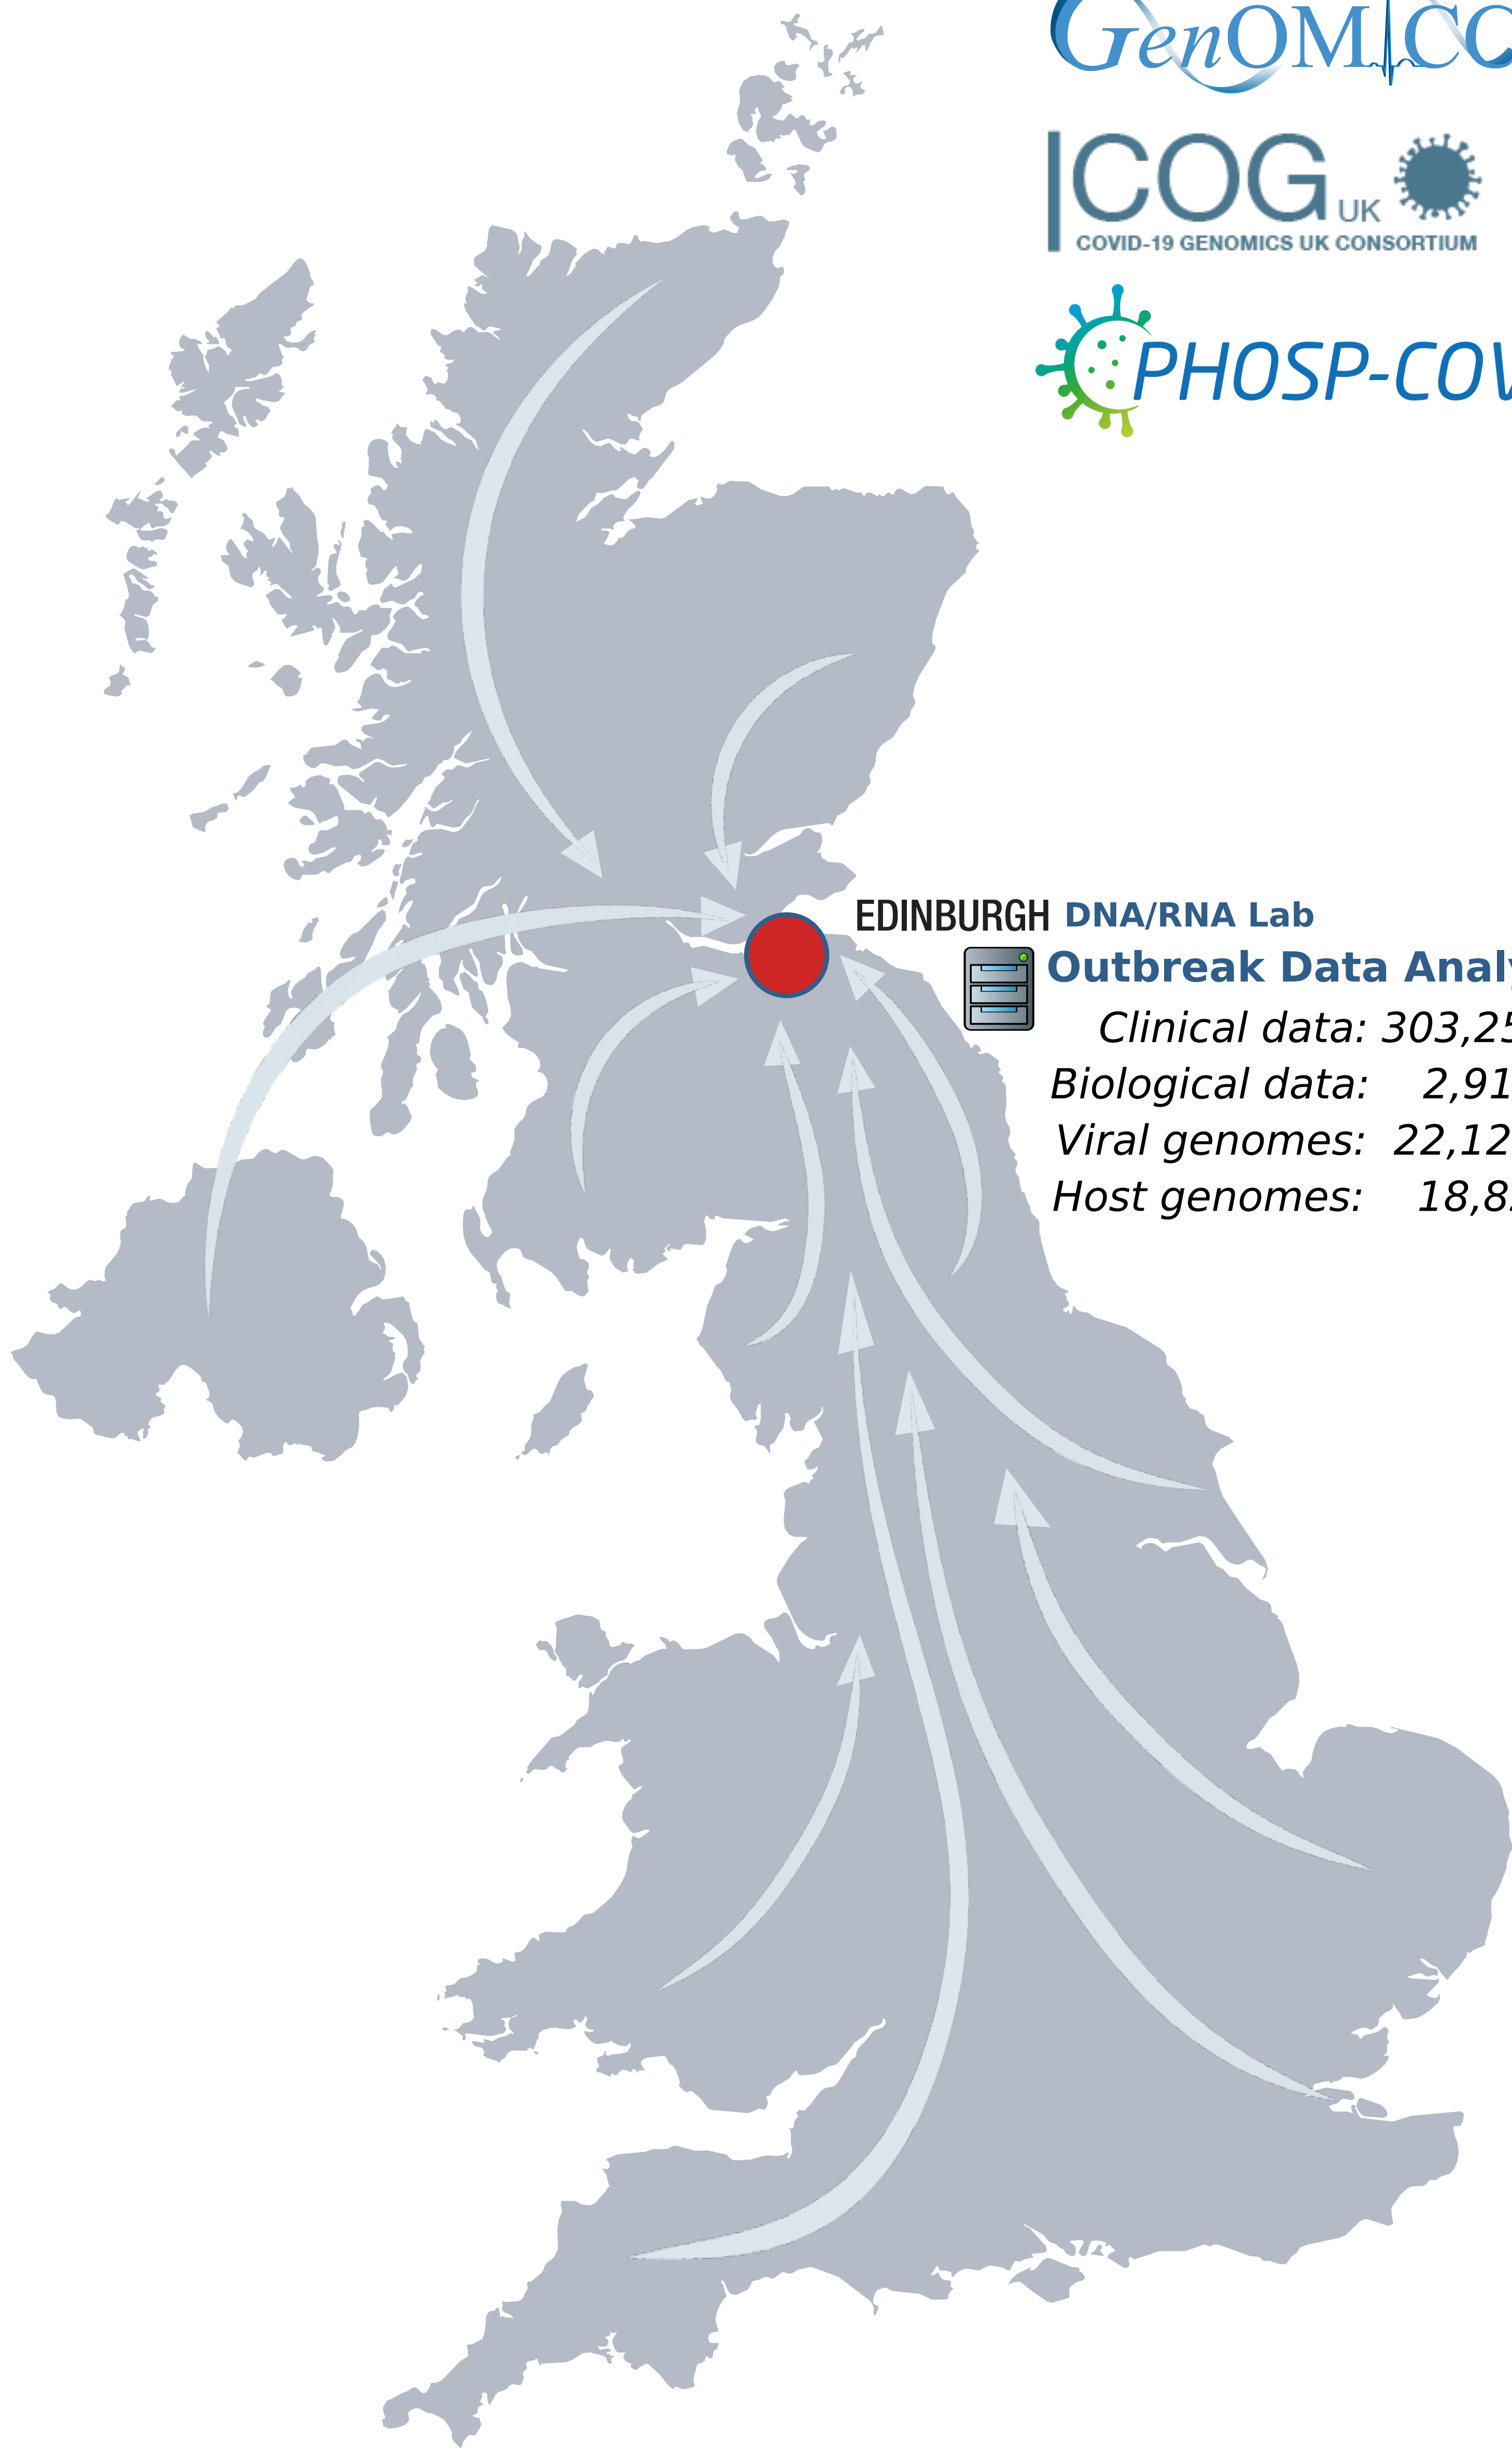 GenOMICC
COG UK
COVID-19 GENOMICS UK CONSORTIUM
PHOSP-COV
EDINBURGH DNA/RNA Lab
Outbreak Data Analy
Clinical data: 303,25
Biological data: 2,91
Viral genomes: 22,12
Host genomes: 18,8